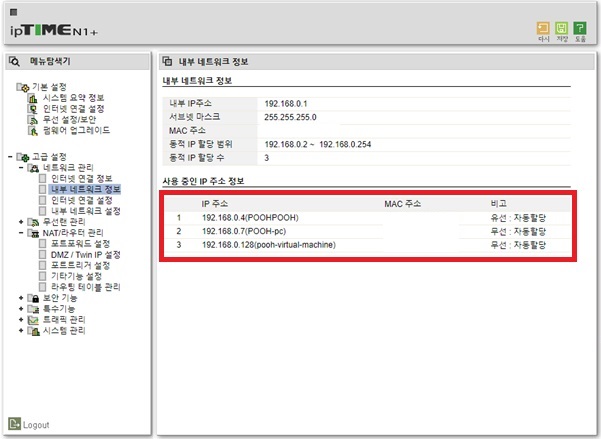 ipTIME N1+
다시 저장 도움
메뉴탐색기
기본 설정
시스템 요약 정보
인터넷 연결 설정
무선 설정/보안
펌웨어 업그레이드
고급 설정
네트워크 관리
인터넷 연결 정보
내부 네트워크 정보
인터넷 연결 설정
내부 네트워크 설정
무선랜 관리
NAT/라우터 관리
포트포워드 설정
DMZ / Twin IP 설정
포트트리거 설정
기타기능 설정
라우팅 테이블 관리
보안 기능
특수기능
트래픽 관리
시스템 관리
Logout
내부 네트워크 정보
내부 네트워크 정보
내부 IP주소 192.168.0.1
서브넷 마스크 255.255.255.0
MAC 주소
동적 IP 할당 범위 192.168.0.2 ~ 192.168.0.254
동적 IP 할당 수 3
사용 중인 IP 주소 정보
IP 주소 MAC 주소 비고
1 192.168.0.4(POOHPOOH) 유선 : 자동할당
2 192.168.0.7(POOH-pc) 무선 : 자동할당
3 192.168.0.128(pooh-virtual-machine) 무선 : 자동할당